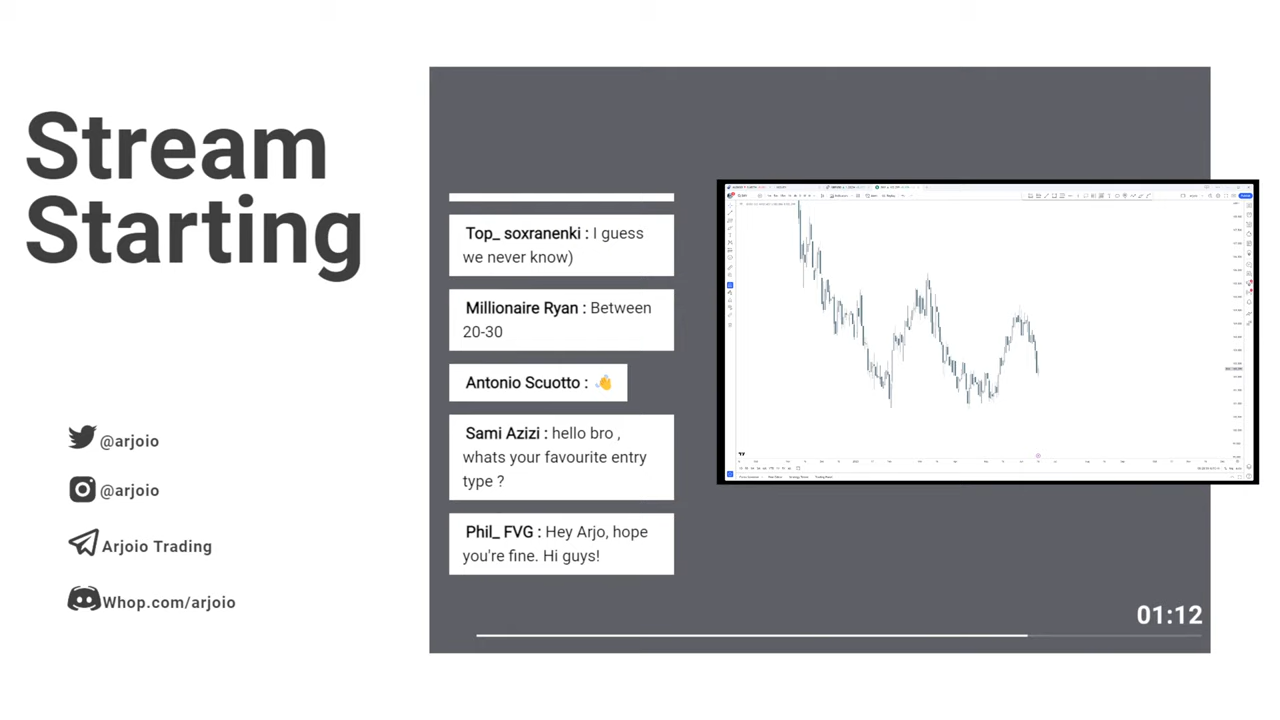 Stream
Starting
@arjoio
@arjoio
Arjoio Trading
Whop.com/arjoio
Top_ soxranenki : I guess
we never know)
Millionaire Ryan : Between
20-30
Antonio Scuotto : 👋
Sami Azizi : hello bro ,
whats your favourite entry
type ?
Phil_ FVG : Hey Arjo, hope
you're fine. Hi guys!
01:12